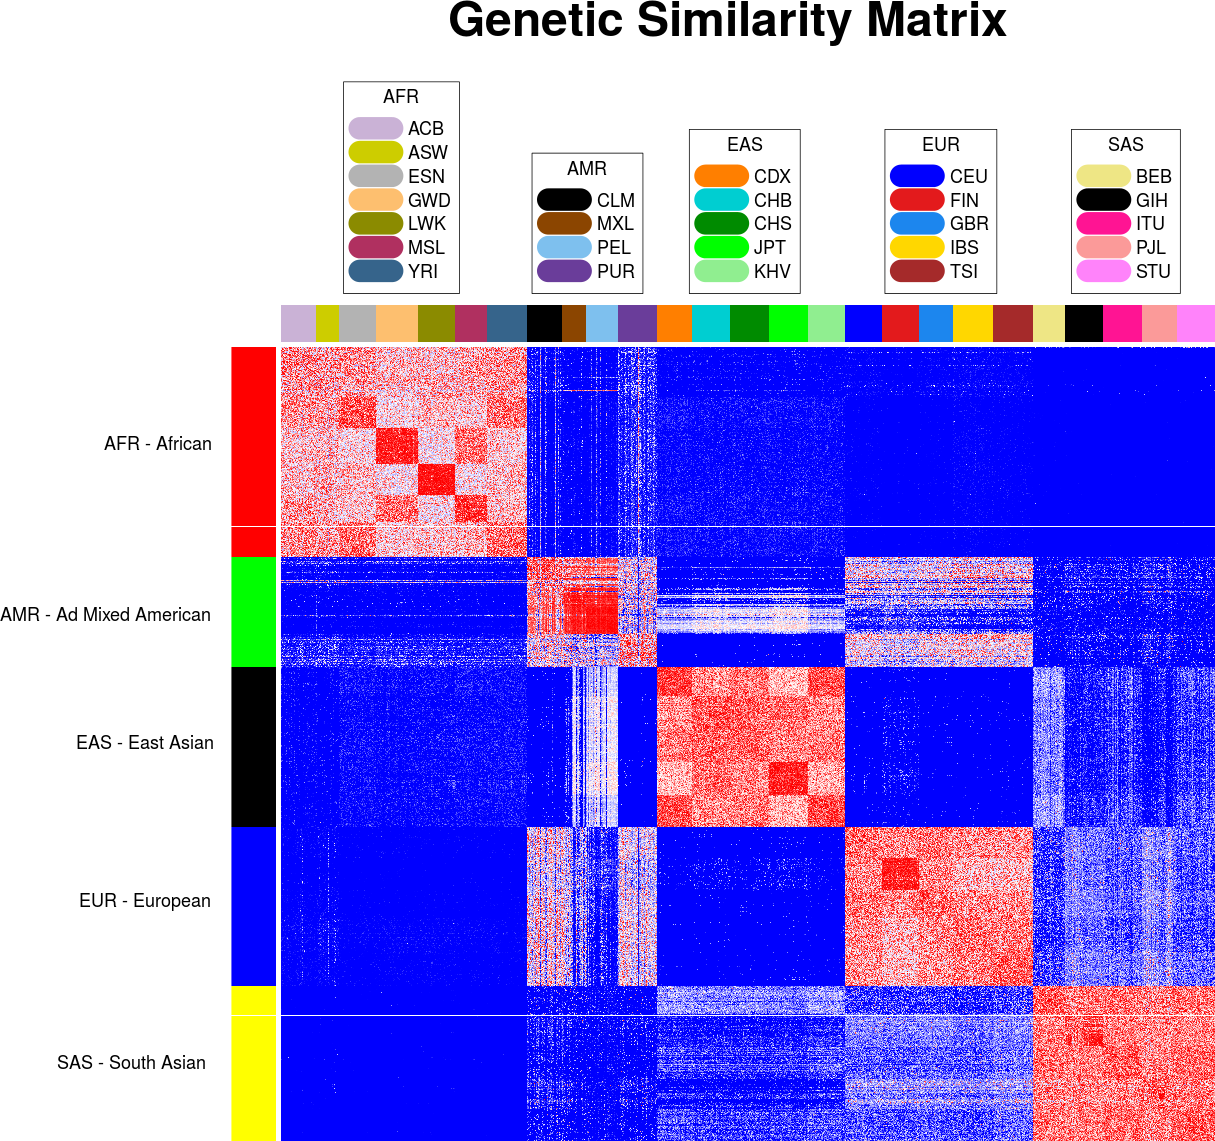 Genetic Similarity Matrix
AFR
ACB
ASW
ESN
GWD
LWK
MSL
YRI
AMR
CLM
MXL
PEL
PUR
EAS
CDX
CHB
CHS
JPT
KHV
EUR
CEU
FIN
GBR
IBS
TSI
SAS
BEB
GIH
ITU
PJL
STU
AFR - African
AMR - Ad Mixed American
EAS - East Asian
EUR - European
SAS - South Asian